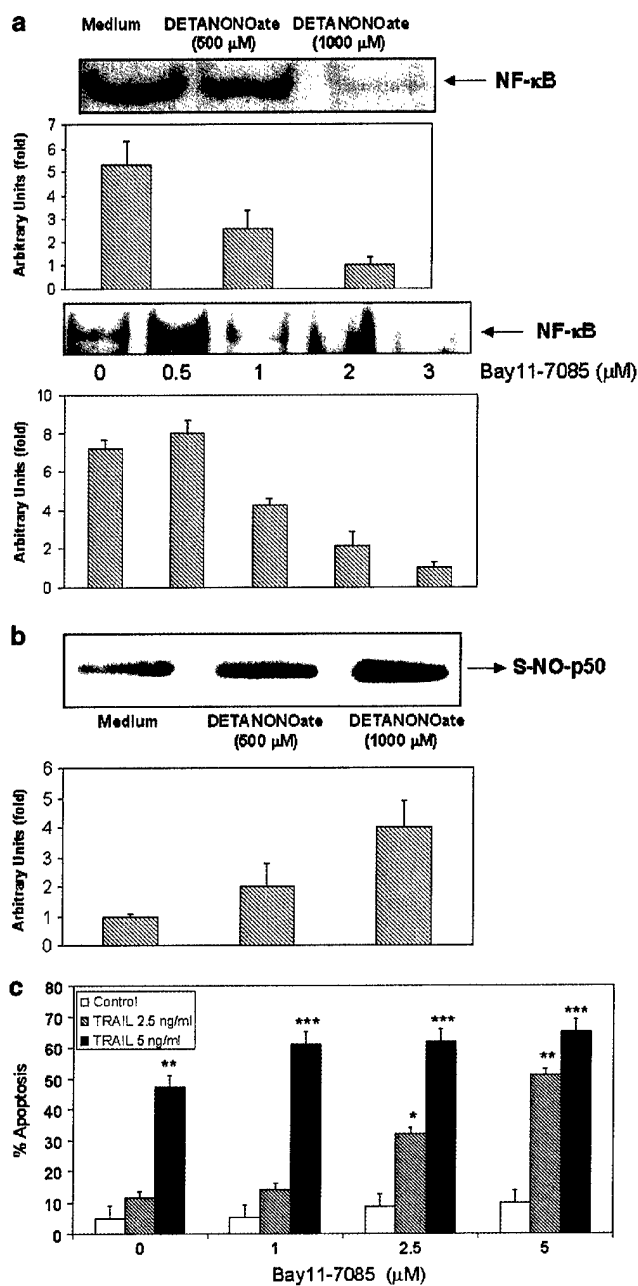 a
Medium DETANONOate DETANONOate
(500 μM) (1000 μM)
NF-κB
Arbitrary Units (fold)
7
6
5
4
3
2
1
0
NF-κB
0 0.5 1 2 3 Bay11-7085 (μM)
Arbitrary Units (fold)
10
8
6
4
2
0
b
S-NO-p50
Medium DETANONOate DETANONOate
(500 μM) (1000 μM)
Arbitrary Units (fold)
6
5
4
3
2
1
0
c
% Apoptosis
80
70
60
50
40
30
20
10
0
Control
TRAIL 2.5 ng/ml
TRAIL 5 ng/ml
** *** * *** ** ***
0 1 2.5 5
Bay11-7085 (μM)